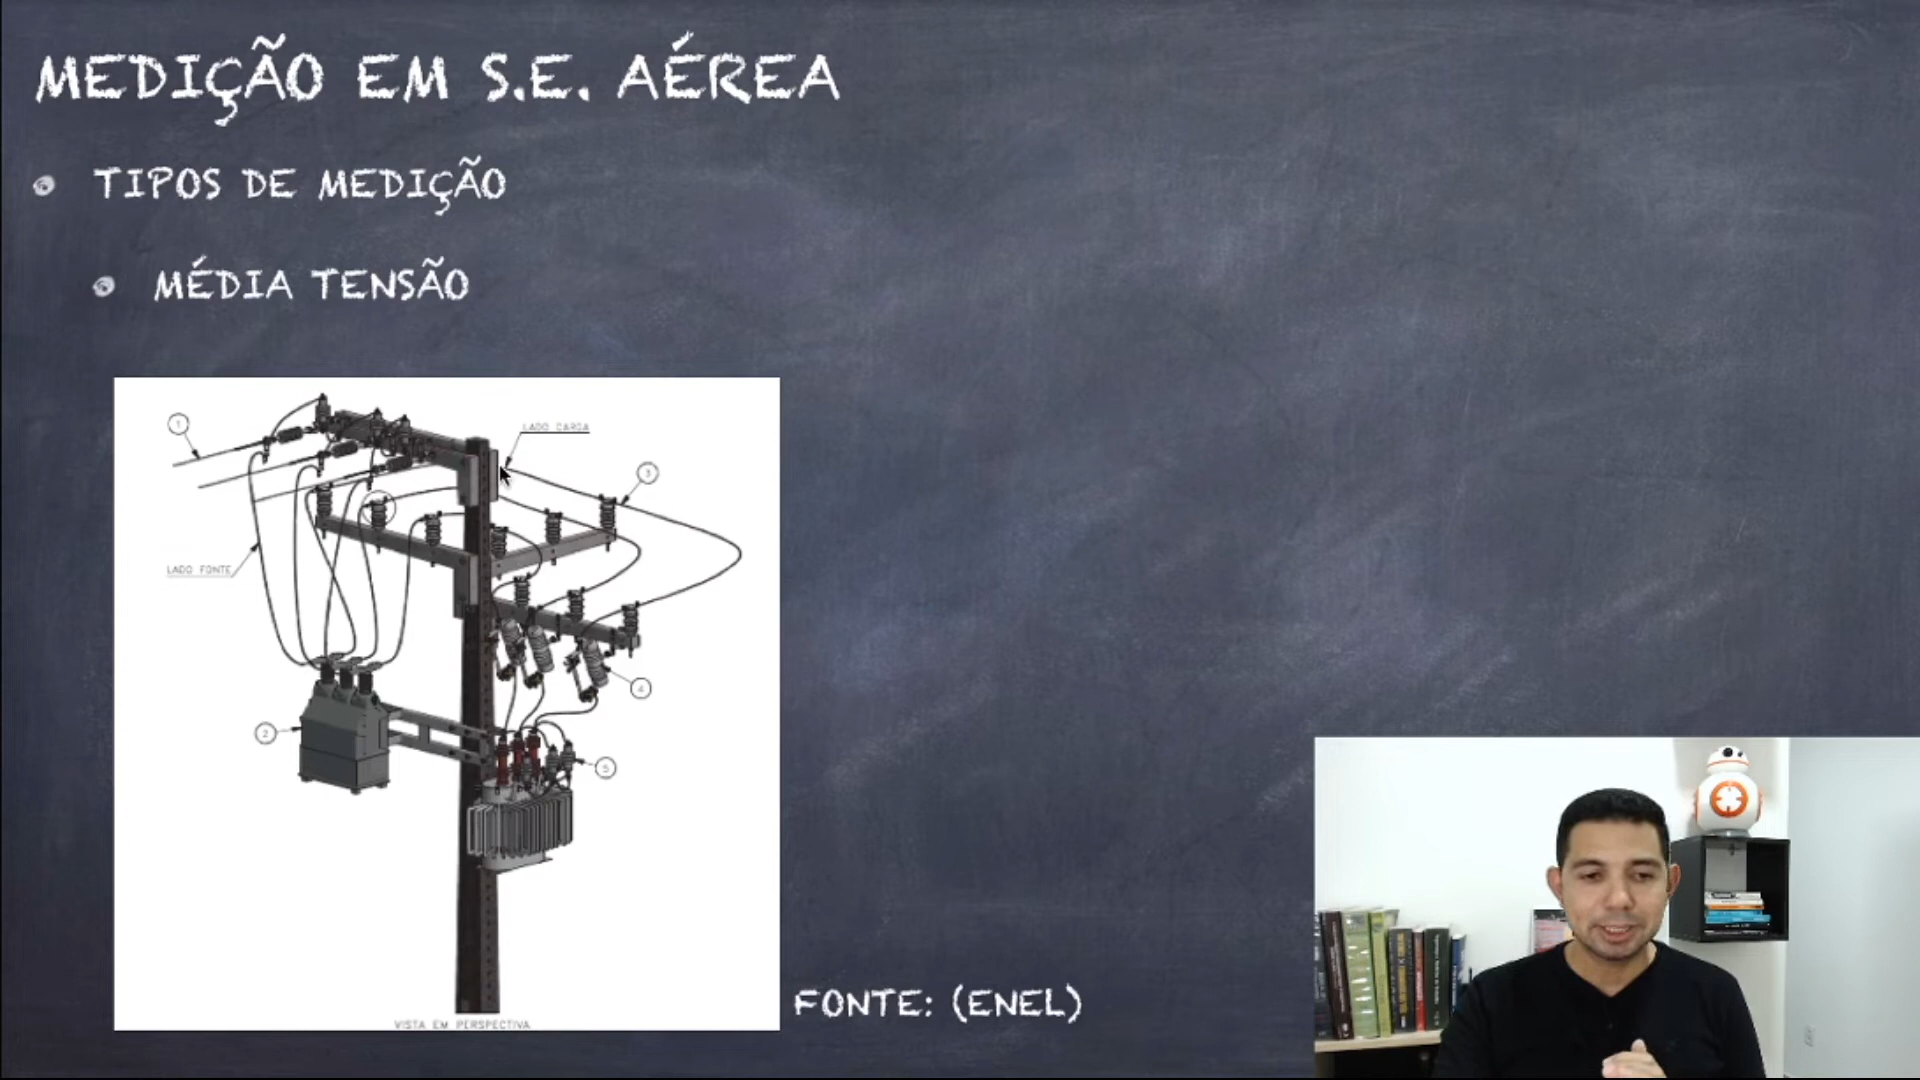 MEDIÇÃO EM S.E. AÉREA
TIPOS DE MEDIÇÃO
MÉDIA TENSÃO
1
LADO CARGA
3
LADO FONTE
4
2
5
VISTA EM PERSPECTIVA
FONTE: (ENEL)